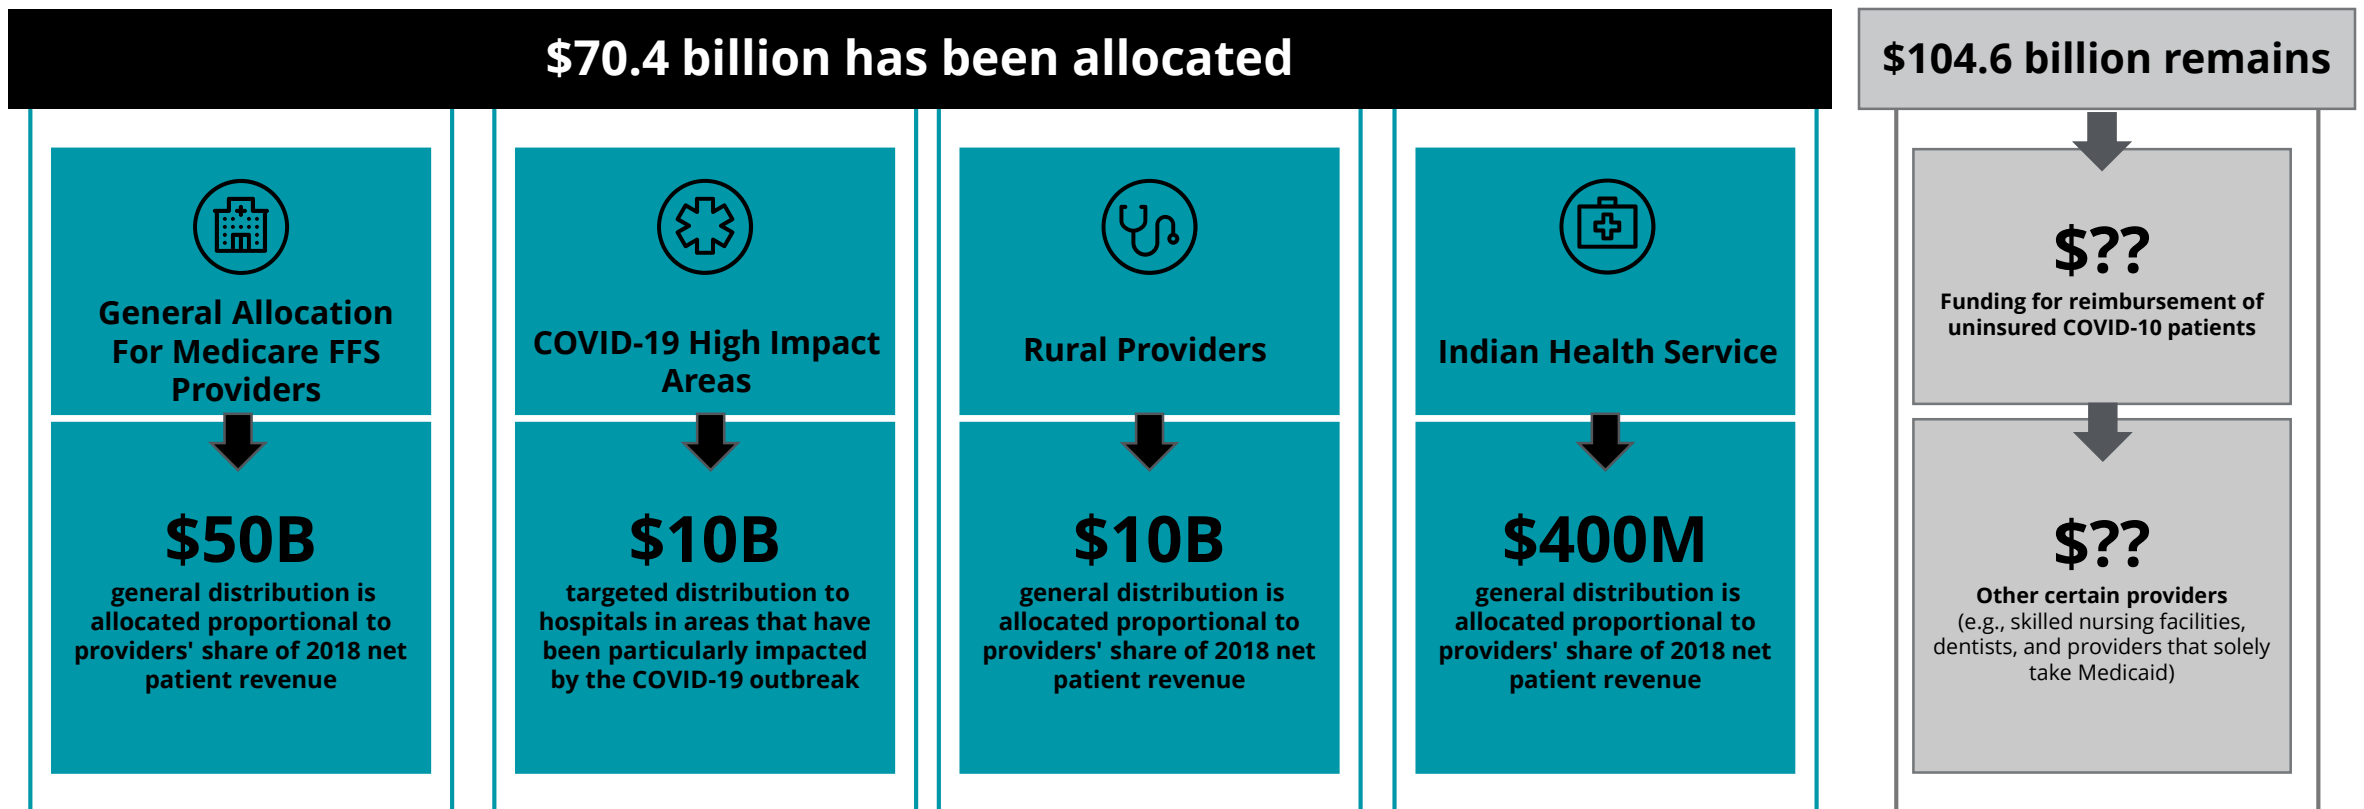 $70.4 billion has been allocated
$104.6 billion remains
General Allocation
For Medicare FFS
Providers
$50B
general distribution is
allocated proportional to
providers' share of 2018 net
patient revenue
COVID-19 High Impact
Areas
$10B
targeted distribution to
hospitals in areas that have
been particularly impacted
by the COVID-19 outbreak
Rural Providers
$10B
general distribution is
allocated proportional to
providers' share of 2018 net
patient revenue
Indian Health Service
$400M
general distribution is
allocated proportional to
providers' share of 2018 net
patient revenue
$??
Funding for reimbursement of
uninsured COVID-10 patients
$??
Other certain providers
(e.g., skilled nursing facilities,
dentists, and providers that solely
take Medicaid)